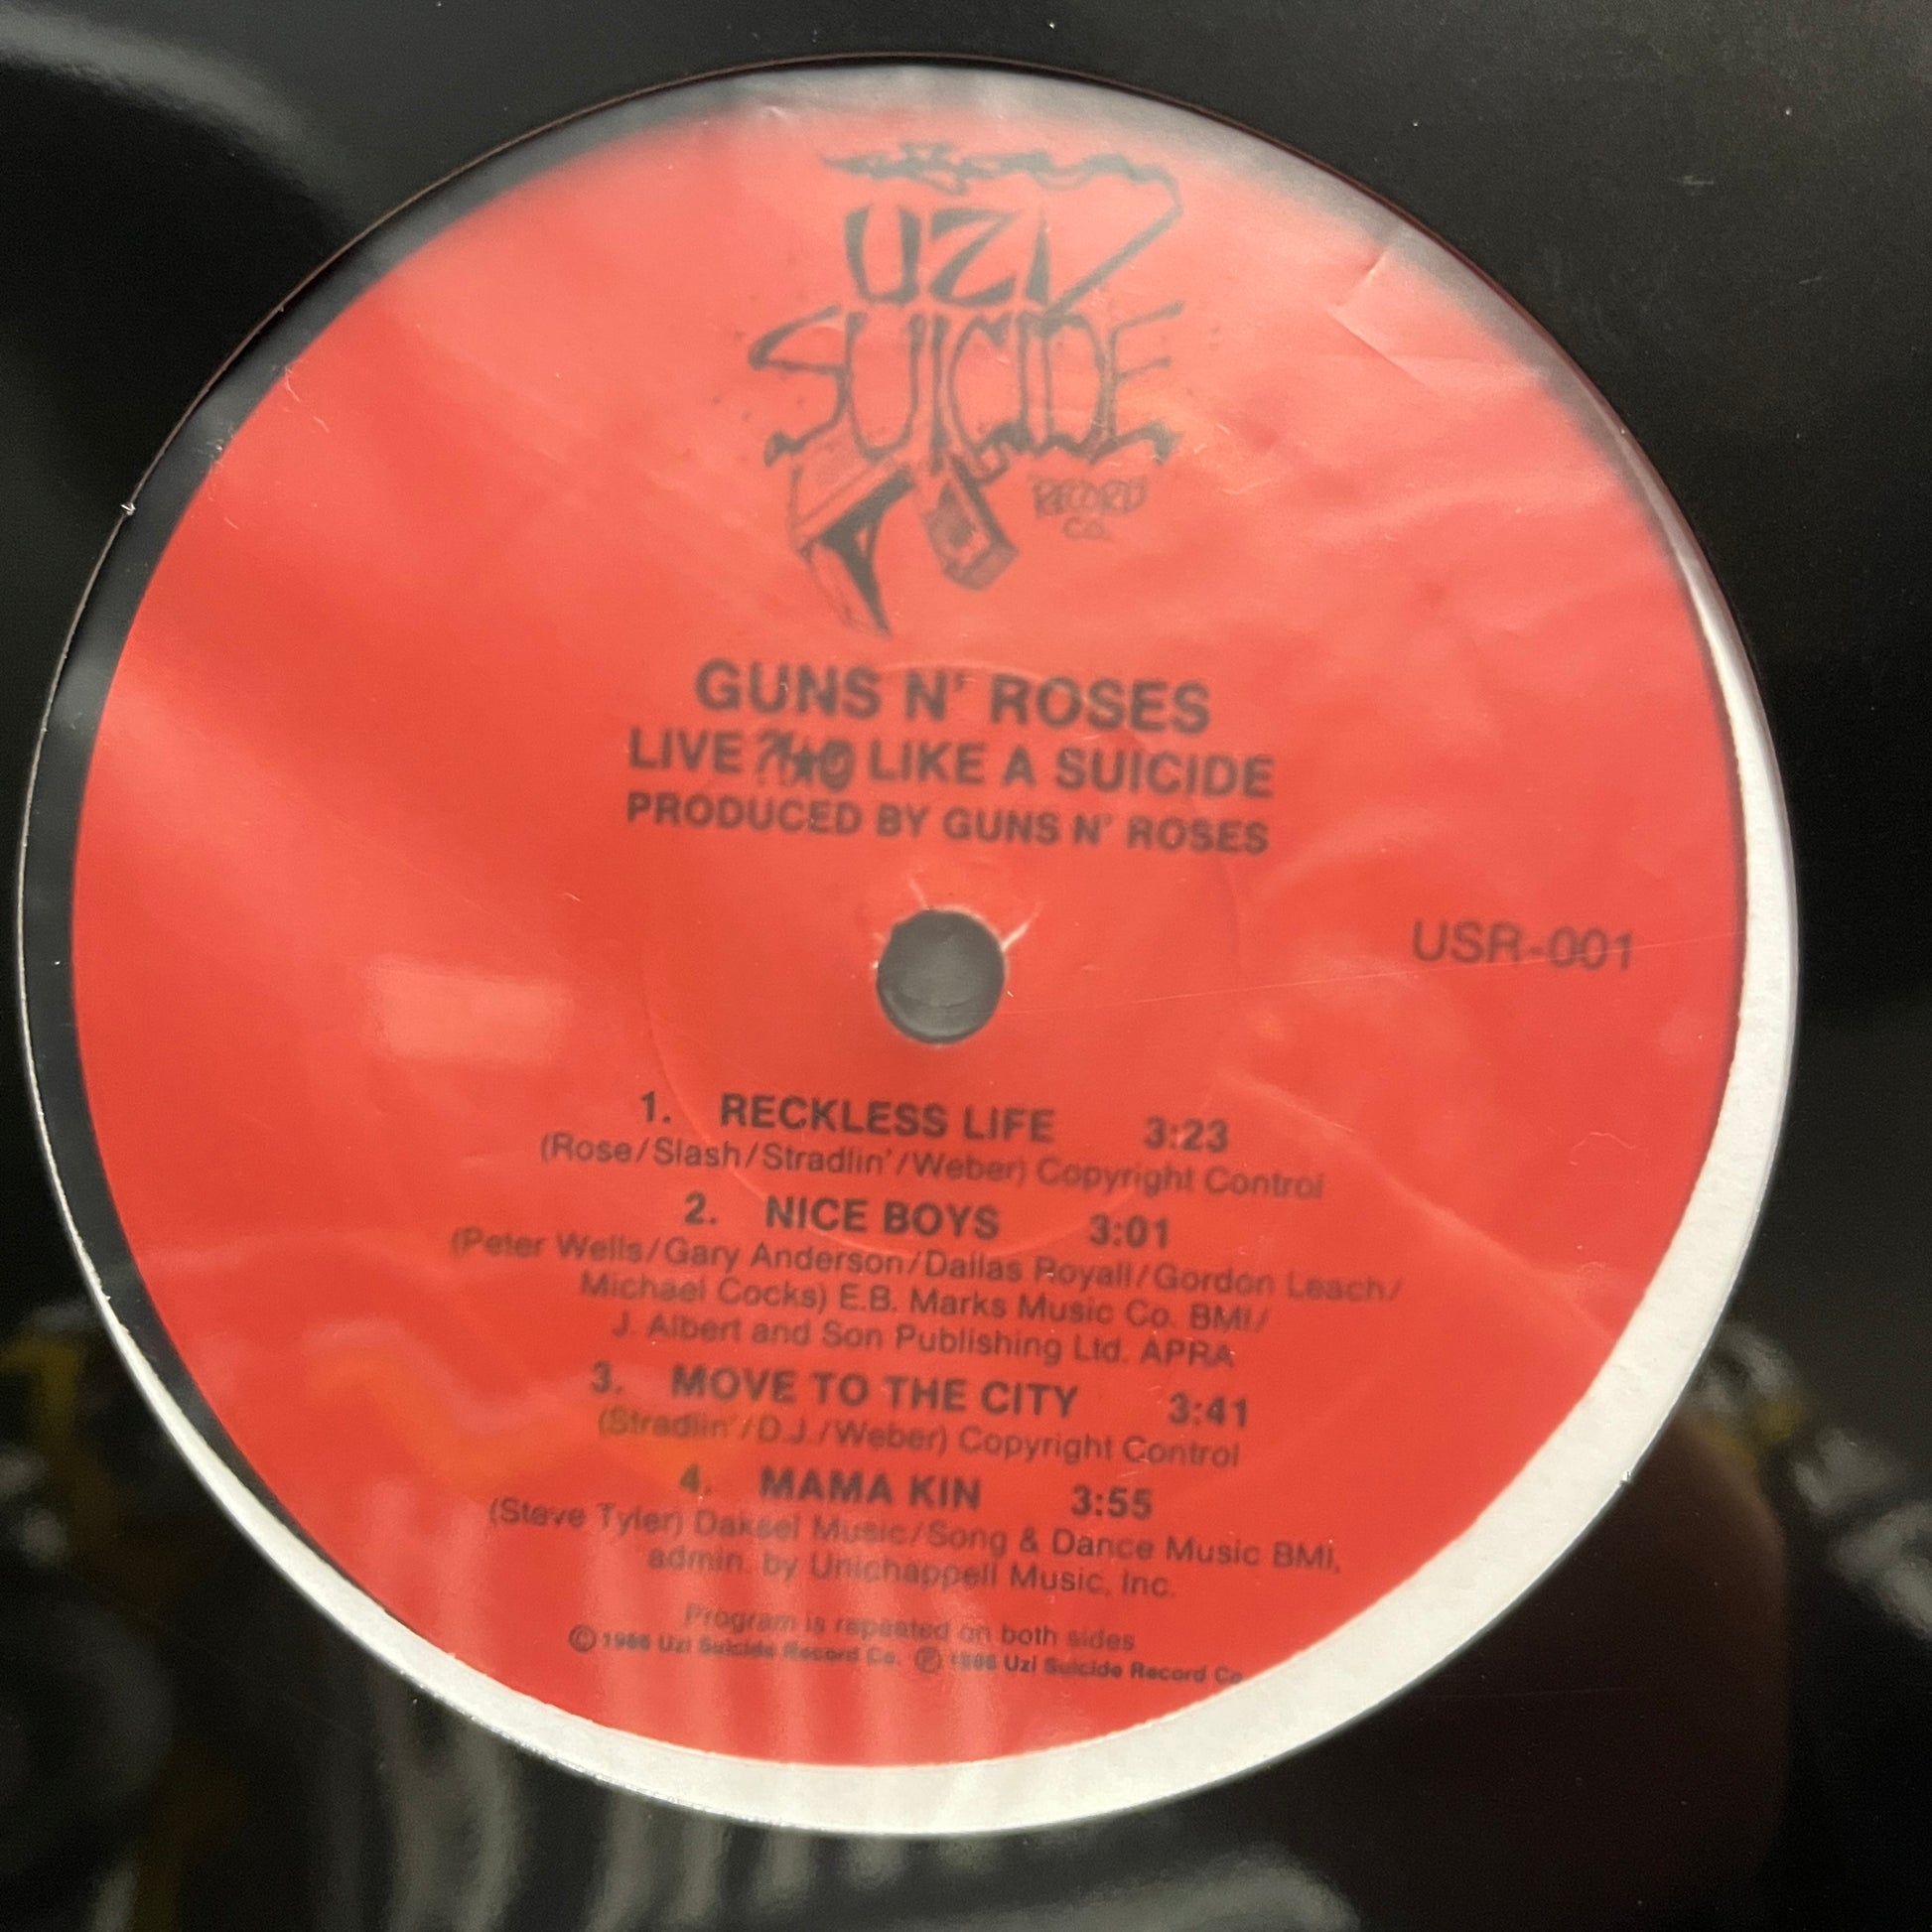 UZI
SUICIDE
RECORD
CO.
GUNS N' ROSES
LIVE ?!★@ LIKE A SUICIDE
PRODUCED BY GUNS N' ROSES
USR-001
1. RECKLESS LIFE 3:23
(Rose/Slash/Stradlin'/Weber) Copyright Control
2. NICE BOYS 3:01
(Peter Wells/Gary Anderson/Dallas Royall/Gordon Leach/
Michael Cocks) E.B. Marks Music Co. BMI/
J. Albert and Son Publishing Ltd. APRA
3. MOVE TO THE CITY 3:41
(Stradlin'/D.J./Weber) Copyright Control
4. MAMA KIN 3:55
(Steve Tyler) Daksel Music/Song & Dance Music BMI,
admin. by Unichappell Music, Inc.
Program is repeated on both sides
© 1986 Uzi Suicide Record Co. ℗ 1986 Uzi Suicide Record Co.